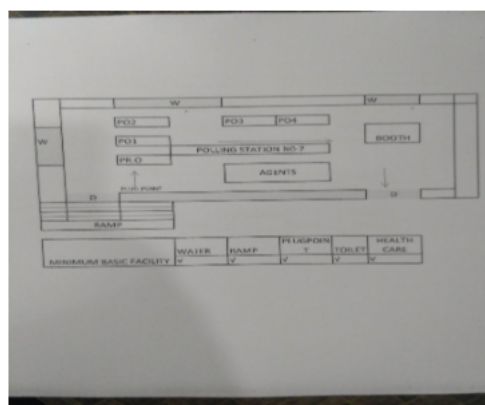 W
W
PO2
PO3
PO4
W
PO1
BOOTH
POLLING STATION NO 7
PR.O
AGENTS
PLUG POINT
D
D
RAMP
WATER
RAMP
PLUGPOIN
T
TOILET
HEALTH
CARE
MINIMUM BASIC FACILITY
√
√
√
√
√